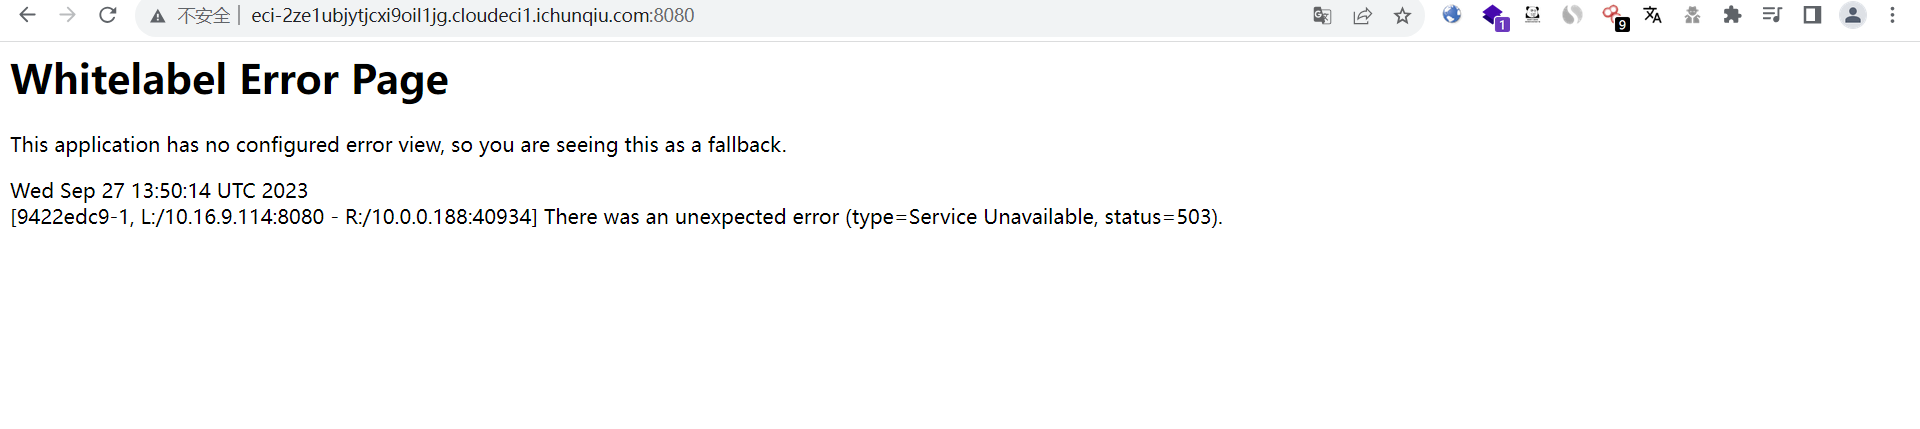 不安全 | eci-2ze1ubjytjcxi9oil1jg.cloudeci1.ichunqiu.com:8080
1
9
Whitelabel Error Page
This application has no configured error view, so you are seeing this as a fallback.
Wed Sep 27 13:50:14 UTC 2023
[9422edc9-1, L:/10.16.9.114:8080 - R:/10.0.0.188:40934] There was an unexpected error (type=Service Unavailable, status=503).